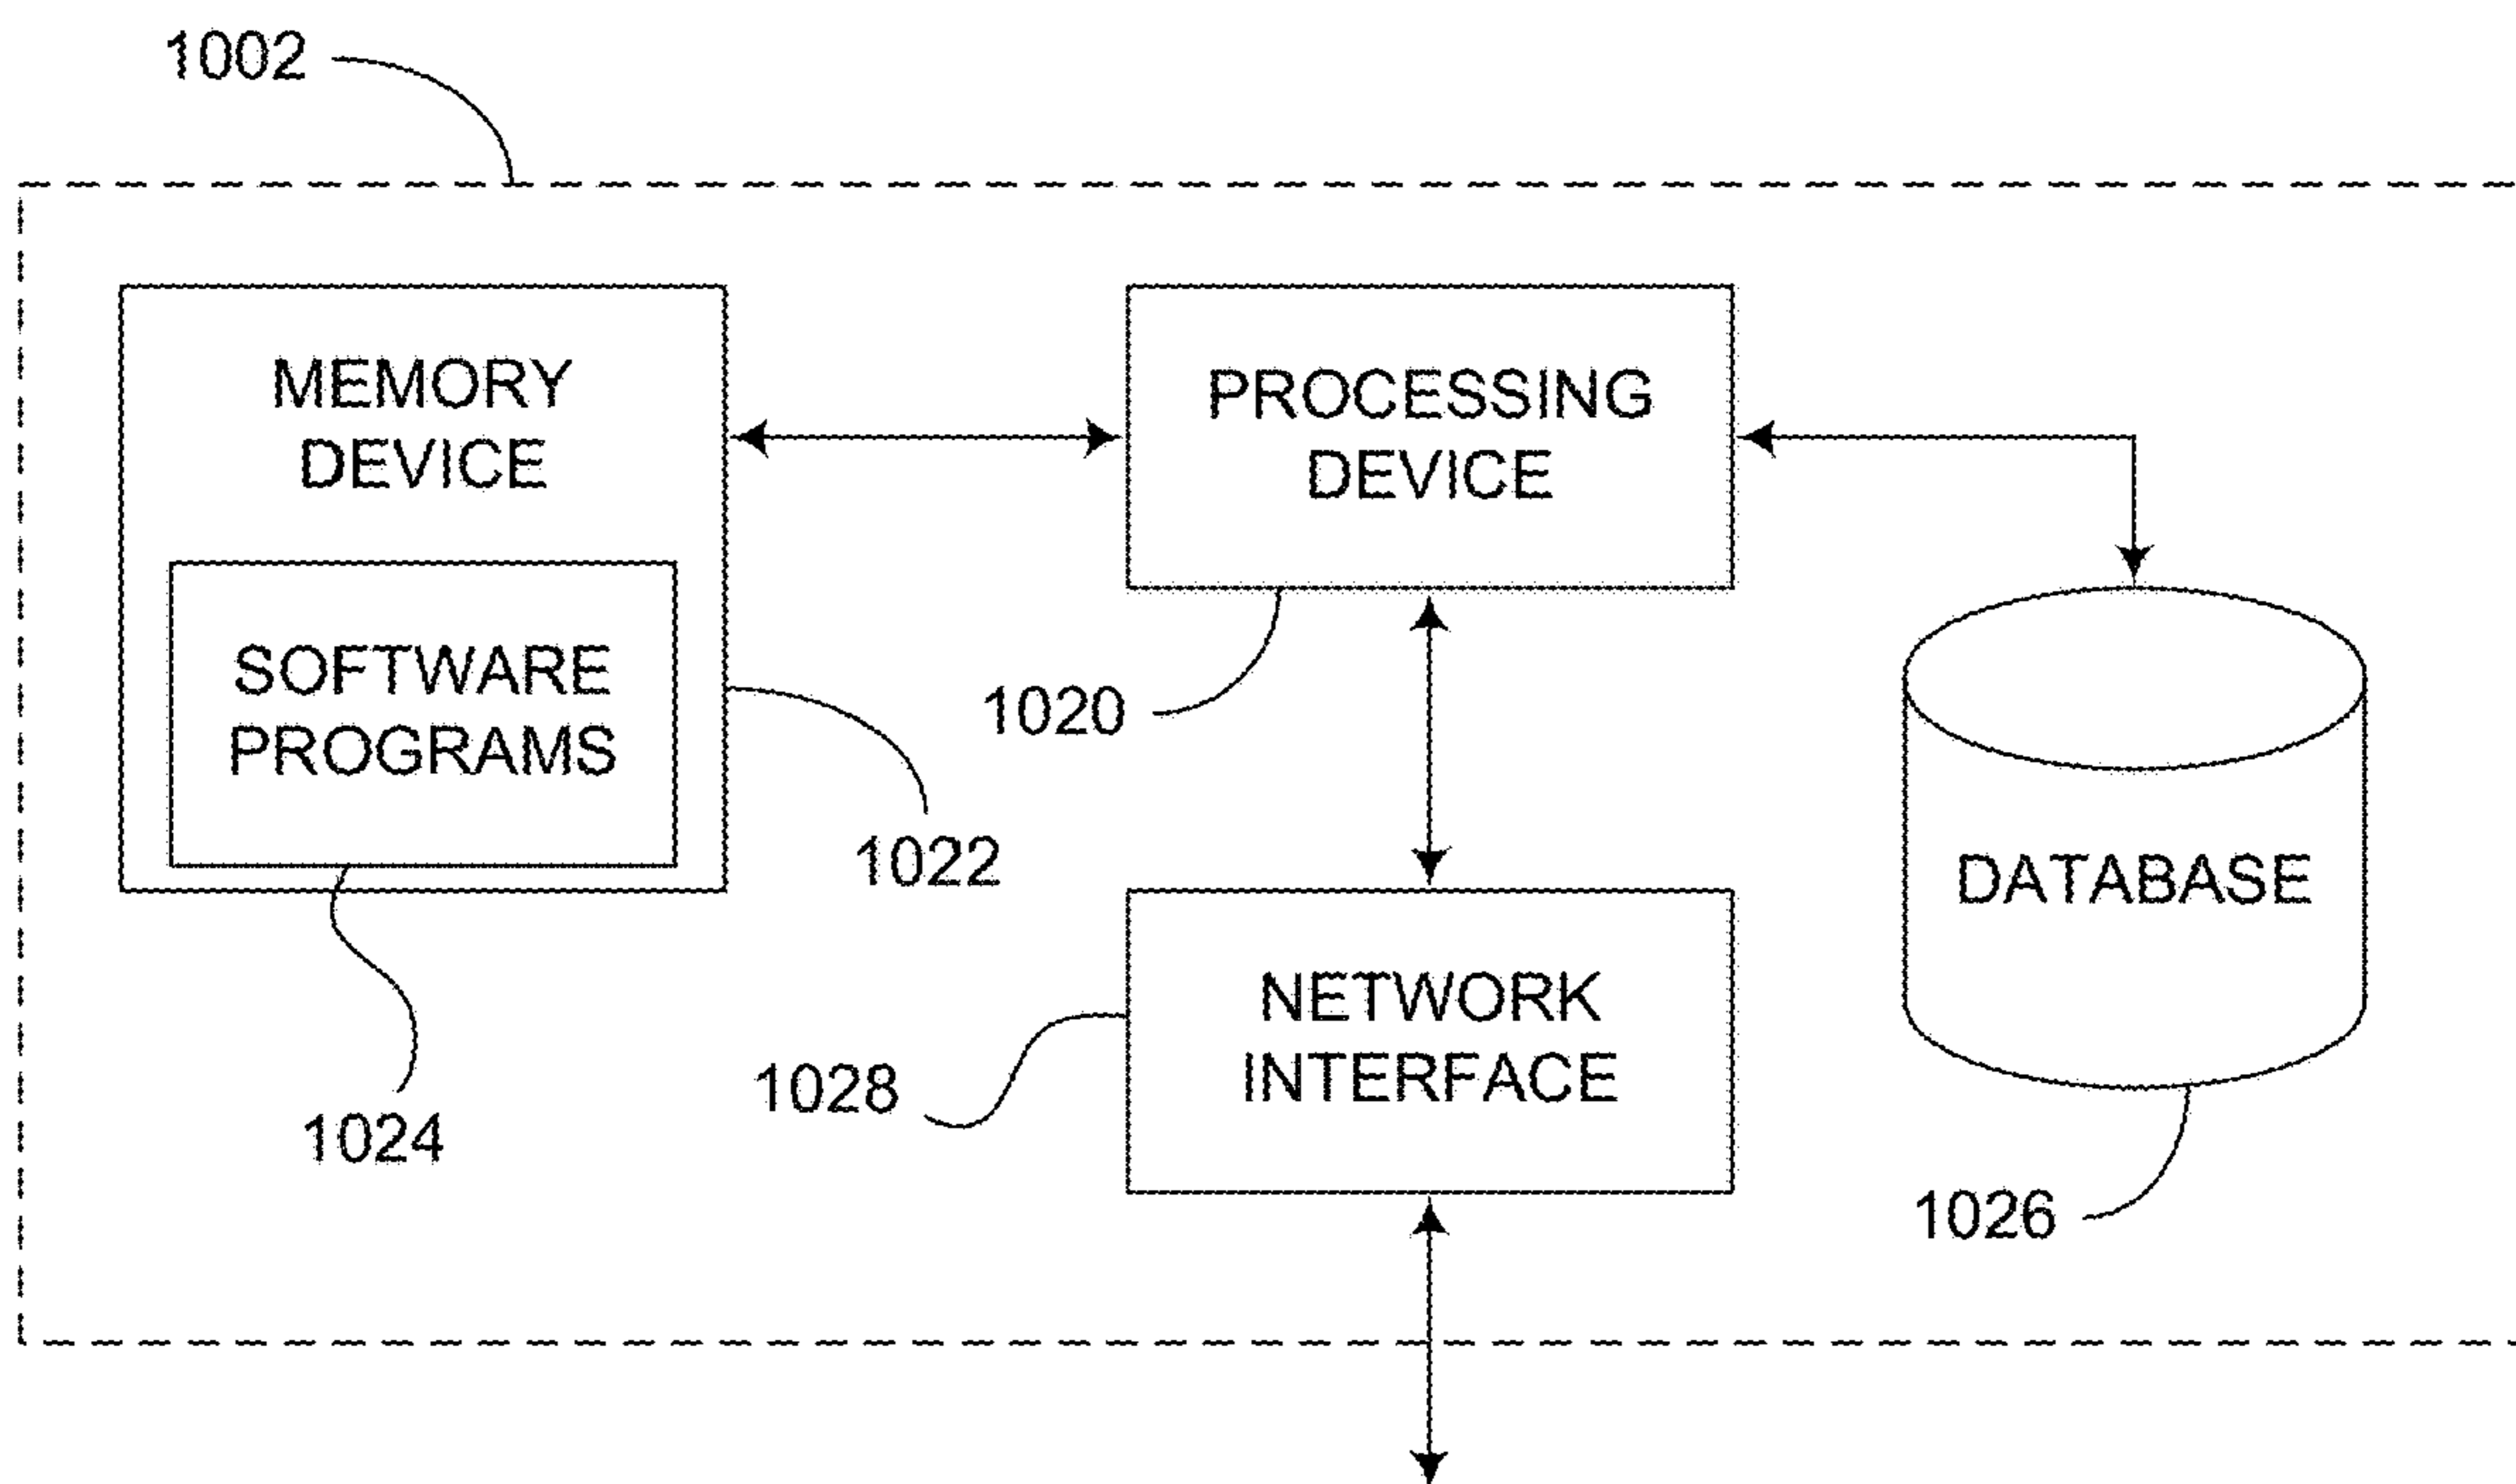 1002
MEMORY
DEVICE
PROCESSING
DEVICE
SOFTWARE
PROGRAMS
1020
1022
DATABASE
NETWORK
INTERFACE
1028
1024
1026